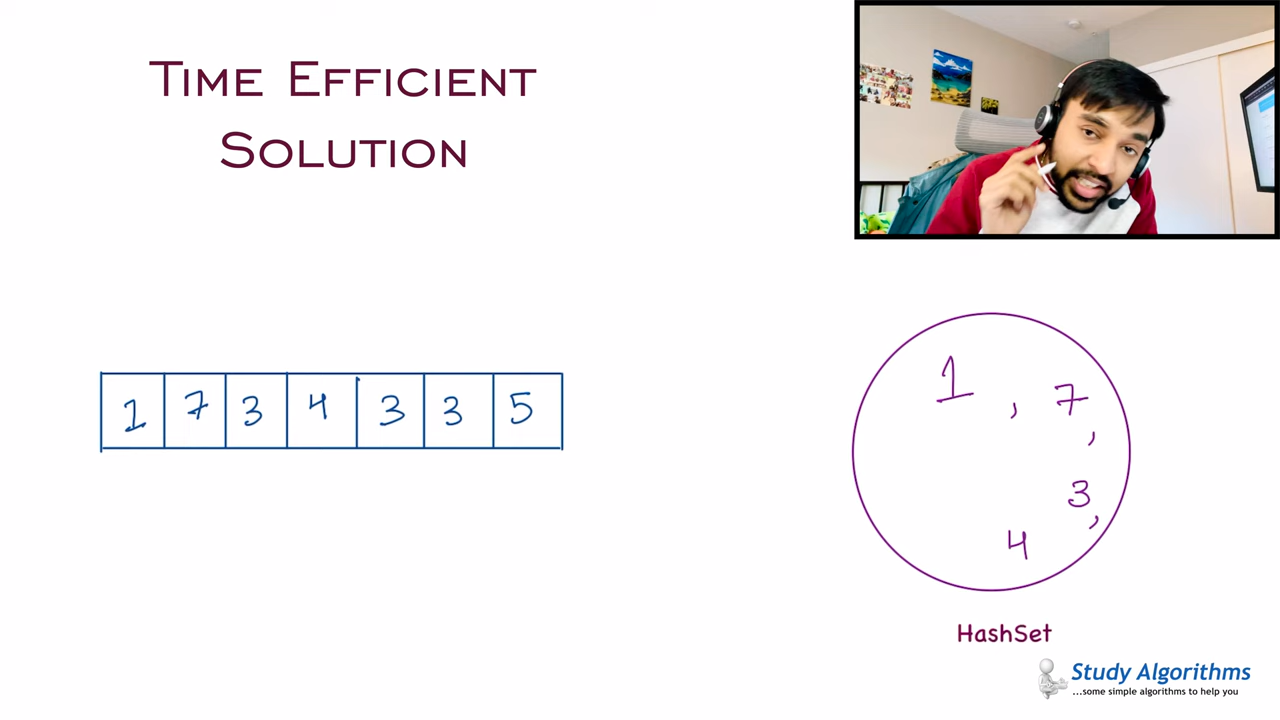 TIME EFFICIENT
SOLUTION
1 7 3 4 3 3 5
1 , 7 ,
3 ,
4
HashSet
Study Algorithms
...some simple algorithms to help you